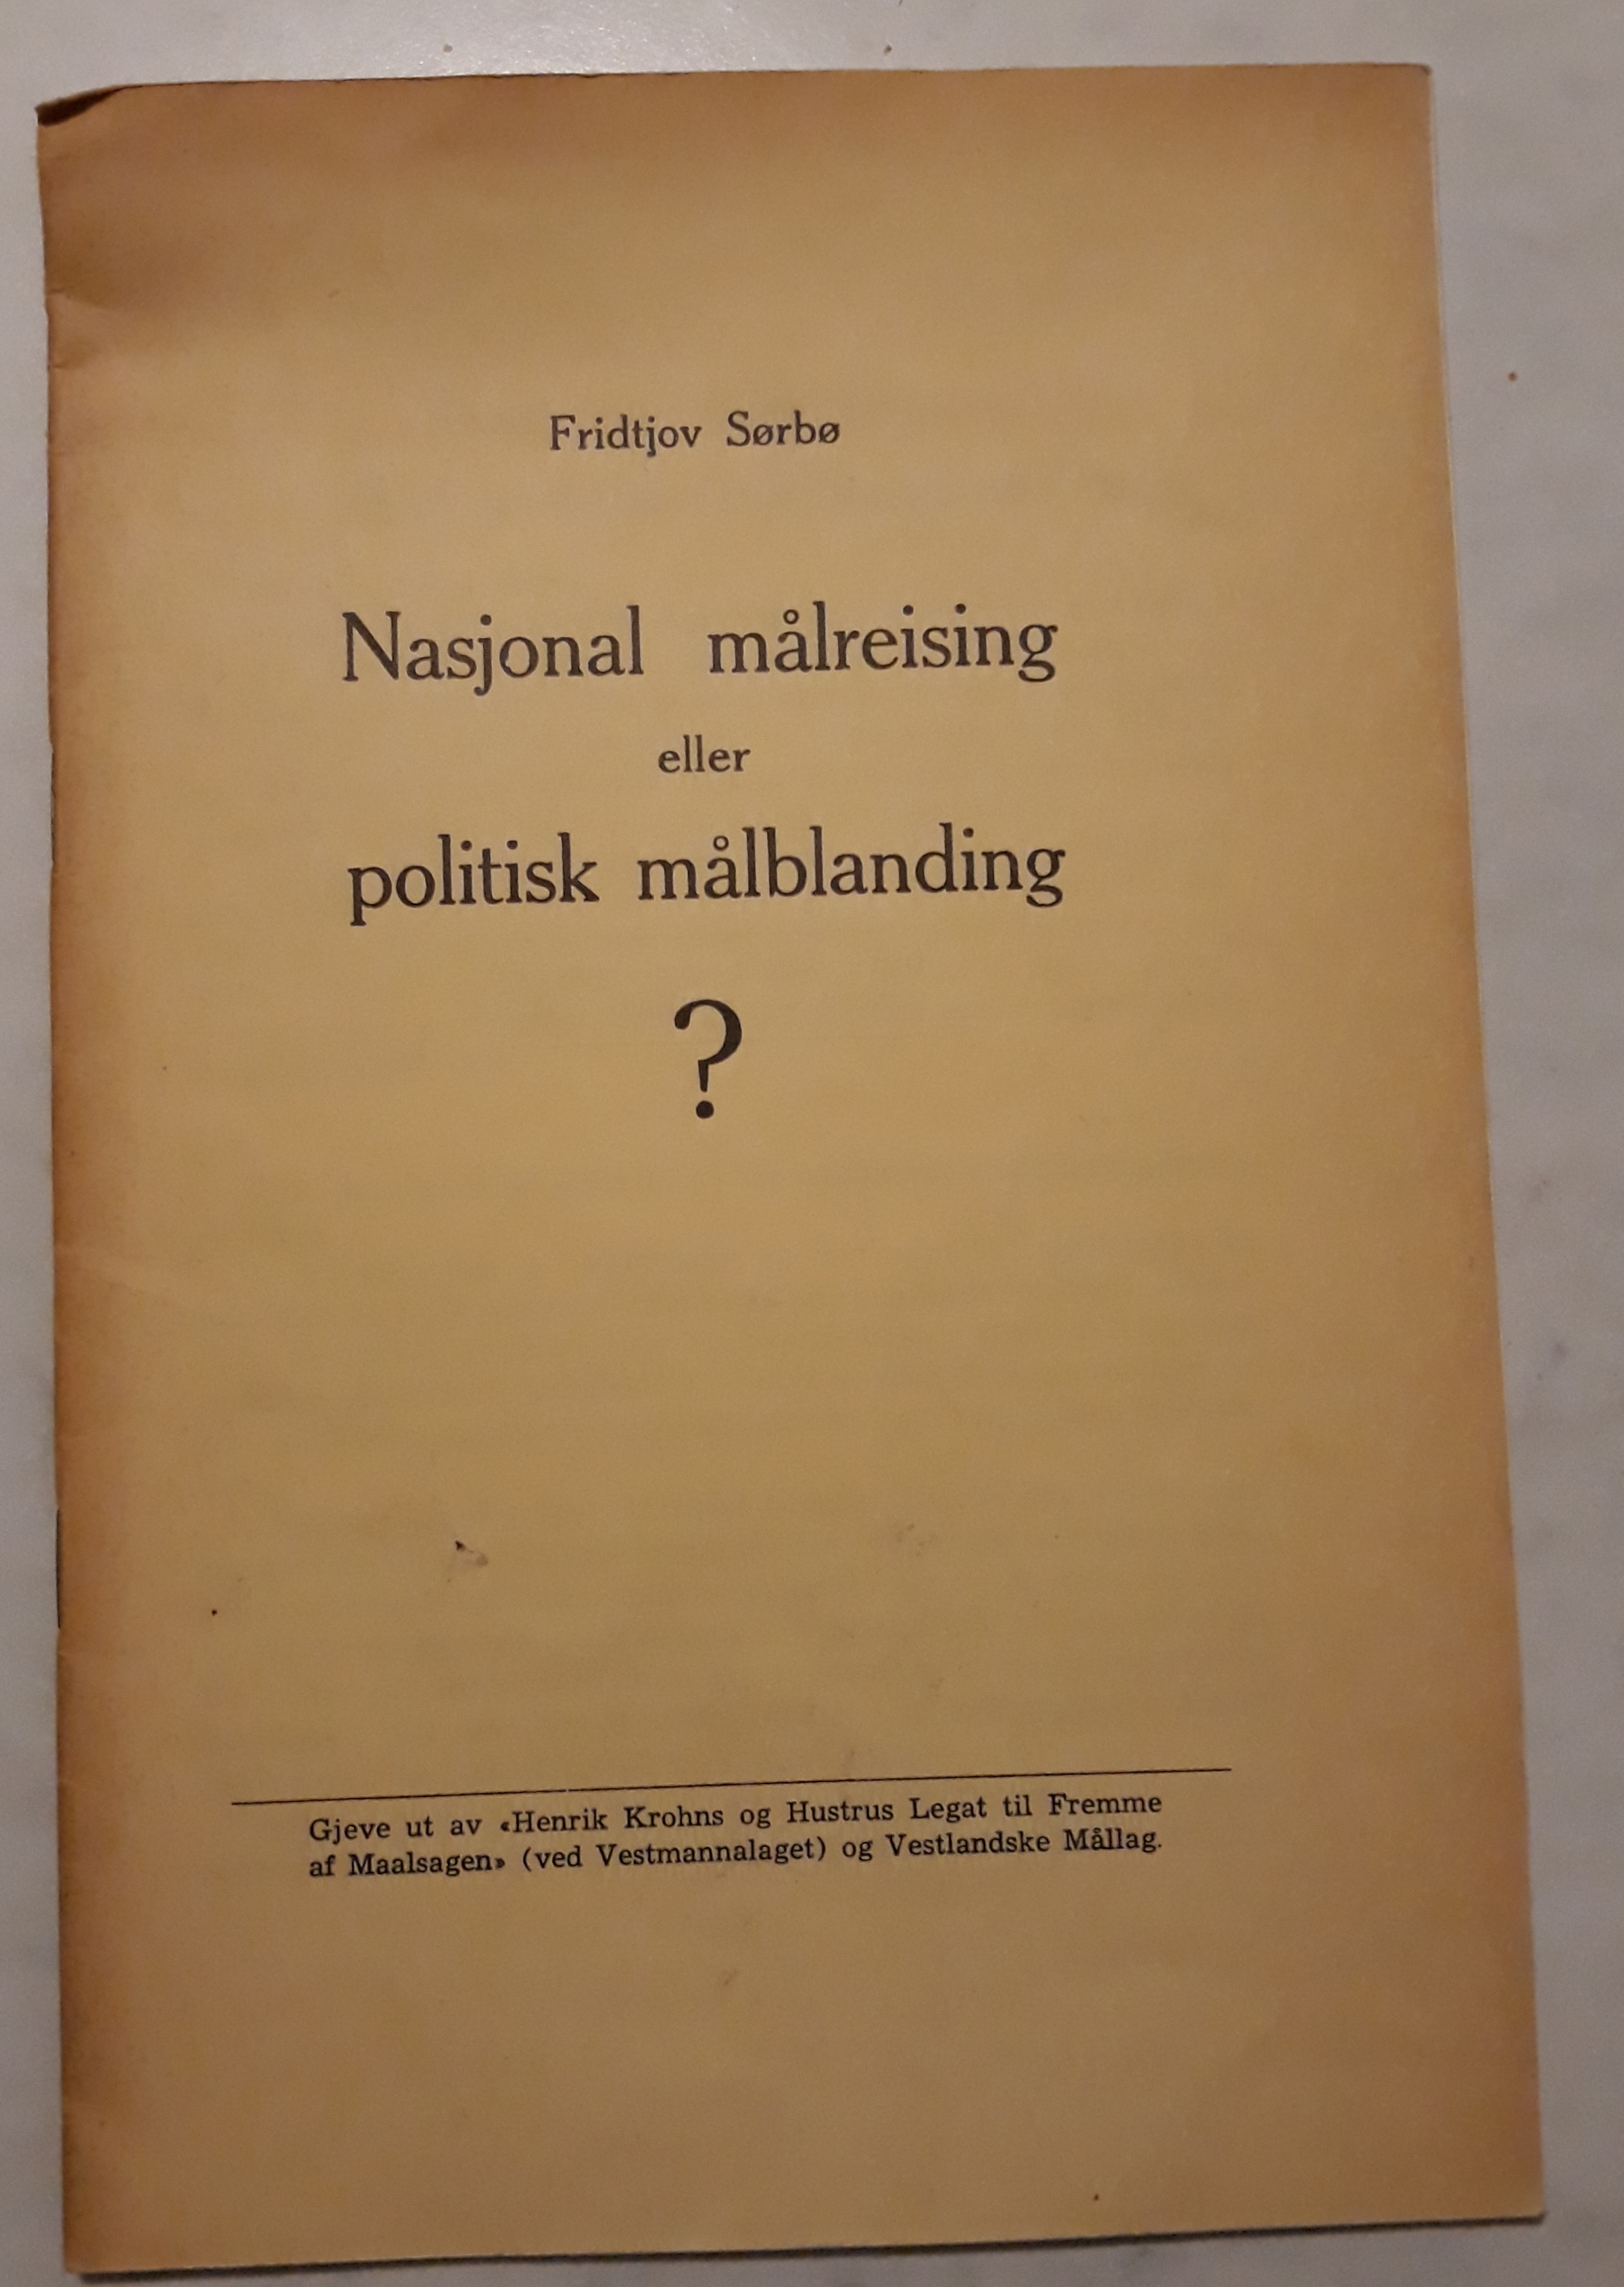 Fridtjov Sørbø
Nasjonal målreising
eller
politisk målblanding
?
Gjeve ut av «Henrik Krohns og Hustrus Legat til Fremme
af Maalsagen» (ved Vestmannalaget) og Vestlandske Mållag.